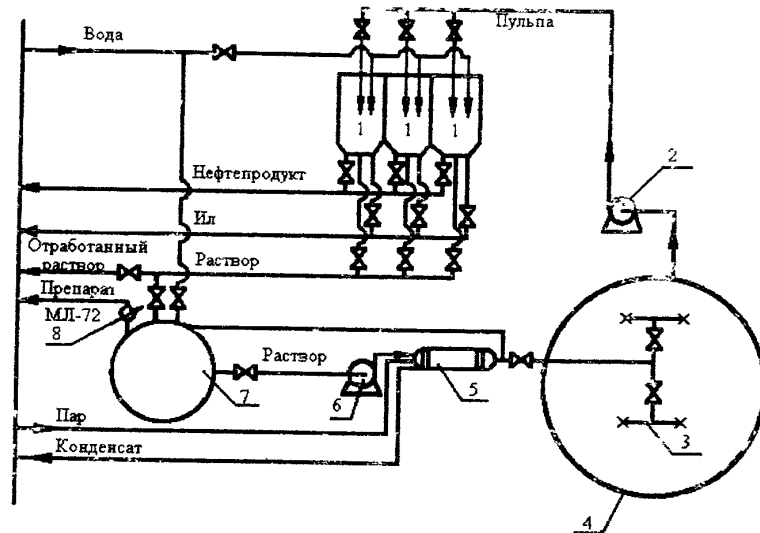 Пульпа
Вода
1 1 1
2
Нефтепродукт
Ил
Отработанный
раствор
Раствор
Препарат
МЛ-72
8
Раствор
7
6
5
3
Пар
Конденсат
4